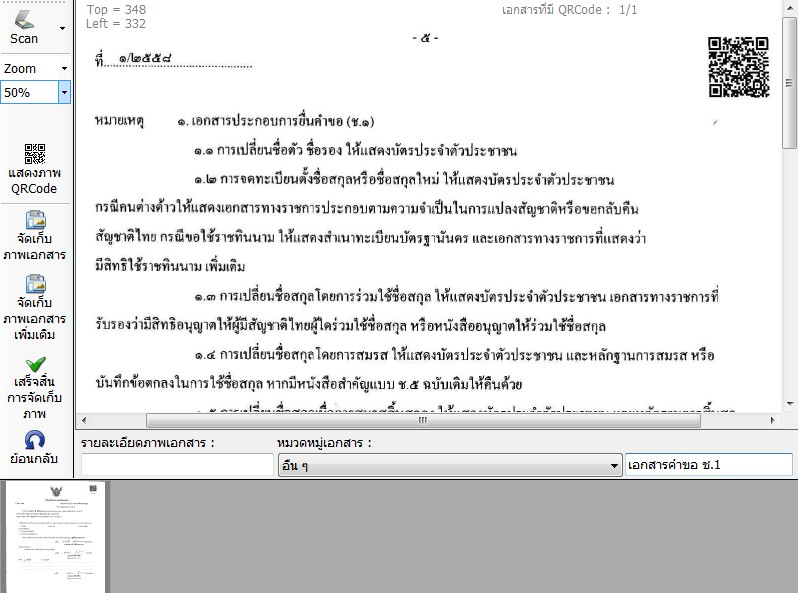 Scan
Zoom
50%
แสดงภาพ
QRCode
จัดเก็บ
ภาพเอกสาร
จัดเก็บ
ภาพเอกสาร
เพิ่มเติม
เสร็จสิ้น
การจัดเก็บ
ภาพ
ย้อนกลับ
Top = 348
Left = 332
เอกสารที่มี QRCode : 1/1
- ๕ -
ที่...๑/๒๕๕๘...
หมายเหตุ ๑. เอกสารประกอบการยื่นคำขอ (ช.๑)
๑.๑ การเปลี่ยนชื่อตัว ชื่อรอง ให้แสดงบัตรประจำตัวประชาชน
๑.๒ การจดทะเบียนตั้งชื่อสกุลหรือชื่อสกุลใหม่ ให้แสดงบัตรประจำตัวประชาชน
กรณีคนต่างด้าวให้แสดงเอกสารทางราชการประกอบตามความจำเป็นในการแปลงสัญชาติหรือขอกลับคืน
สัญชาติไทย กรณีขอใช้ราชทินนาม ให้แสดงสำเนาทะเบียนบัตรฐานันดร และเอกสารทางราชการที่แสดงว่า
มีสิทธิใช้ราชทินนาม เพิ่มเติม
๑.๓ การเปลี่ยนชื่อสกุลโดยการร่วมใช้ชื่อสกุล ให้แสดงบัตรประจำตัวประชาชน เอกสารทางราชการที่
รับรองว่ามีสิทธิอนุญาตให้ผู้มีสัญชาติไทยผู้ใดร่วมใช้ชื่อสกุล หรือหนังสืออนุญาตให้ร่วมใช้ชื่อสกุล
๑.๔ การเปลี่ยนชื่อสกุลโดยการสมรส ให้แสดงบัตรประจำตัวประชาชน และหลักฐานการสมรส หรือ
บันทึกข้อตกลงในการใช้ชื่อสกุล หากมีหนังสือสำคัญแบบ ช.๕ ฉบับเดิมให้คืนด้วย
รายละเอียดภาพเอกสาร :
หมวดหมู่เอกสาร :
อื่น ๆ
เอกสารคำขอ ช.1